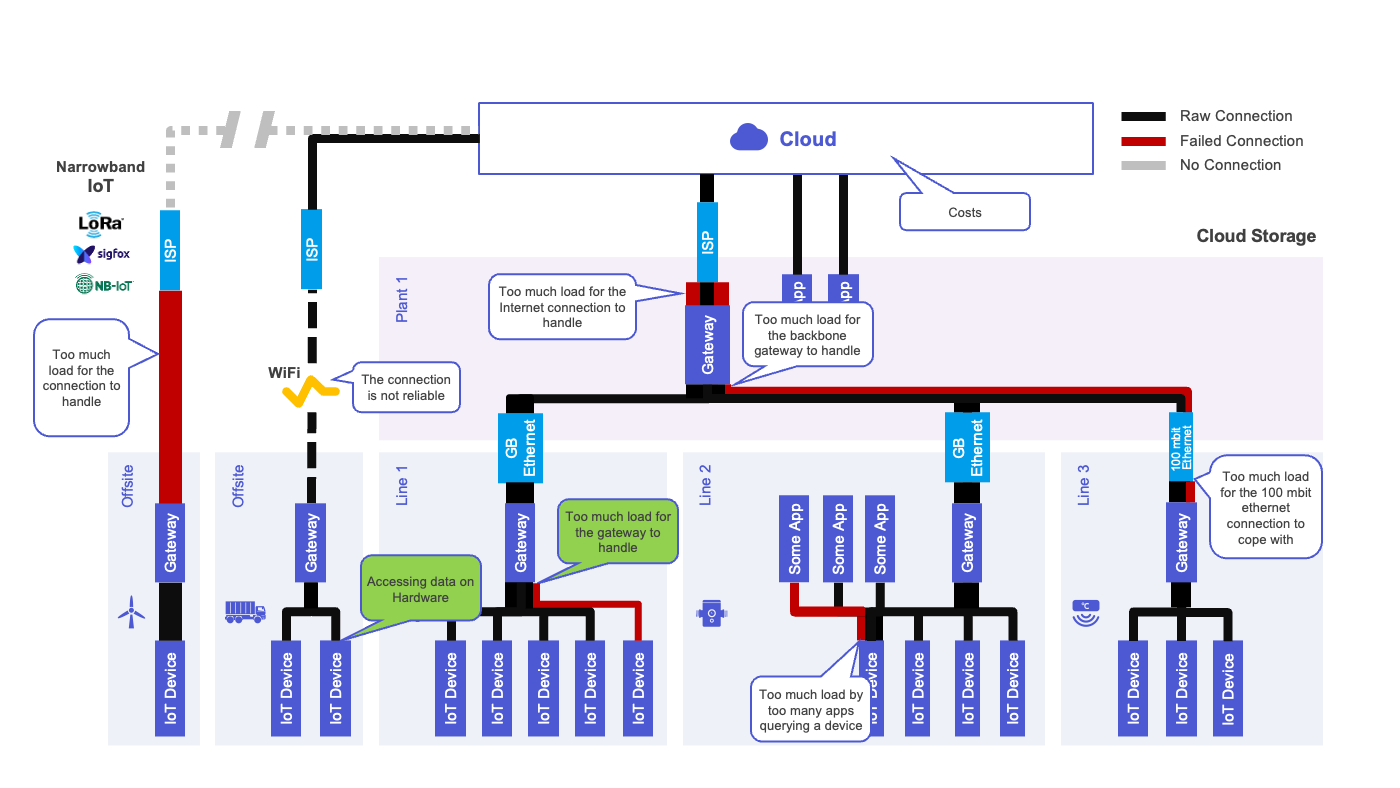 Cloud
Raw Connection
Failed Connection
No Connection
Narrowband
IoT
LoRa
sigfox
NB-IoT
ISP
ISP
ISP
Costs
Cloud Storage
Plant 1
Too much load for the
Internet connection to
handle
App
App
Too much load for
the backbone
gateway to handle
Gateway
Too much
load for the
connection to
handle
WiFi
The connection
is not reliable
GB
Ethernet
GB
Ethernet
100 mbit
Ethernet
Offsite
Offsite
Line 1
Line 2
Line 3
Too much load
for the 100 mbit
ethernet
connection to
cope with
Gateway
Gateway
Gateway
Too much load for
the gateway to
handle
Some App
Some App
Some App
Gateway
Gateway
Accessing data on
Hardware
°C
IoT Device
IoT Device
IoT Device
IoT Device
IoT Device
IoT Device
IoT Device
IoT Device
Too much load by
too many apps
querying a device
IoT Device
IoT Device
IoT Device
IoT Device
IoT Device
IoT Device
IoT Device